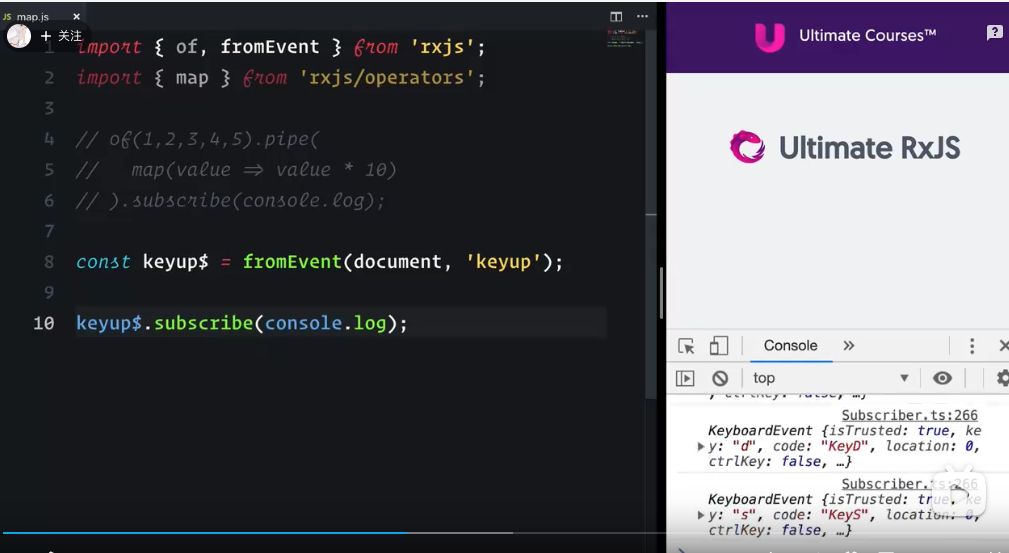 JS map.js ×
+ 关注
1 import { of, fromEvent } from 'rxjs';
2 import { map } from 'rxjs/operators';
3
4 // of(1,2,3,4,5).pipe(
5 //   map(value => value * 10)
6 // ).subscribe(console.log);
7
8 const keyup$ = fromEvent(document, 'keyup');
9
10 keyup$.subscribe(console.log);
Ultimate Courses™
Ultimate RxJS
Console »
top
, ctrlKey: false, …}
Subscriber.ts:266
KeyboardEvent {isTrusted: true, ke
y: "d", code: "KeyD", location: 0,
ctrlKey: false, …}
Subscriber.ts:266
KeyboardEvent {isTrusted: true, ke
y: "s", code: "KeyS", location: 0,
ctrlKey: false, …}